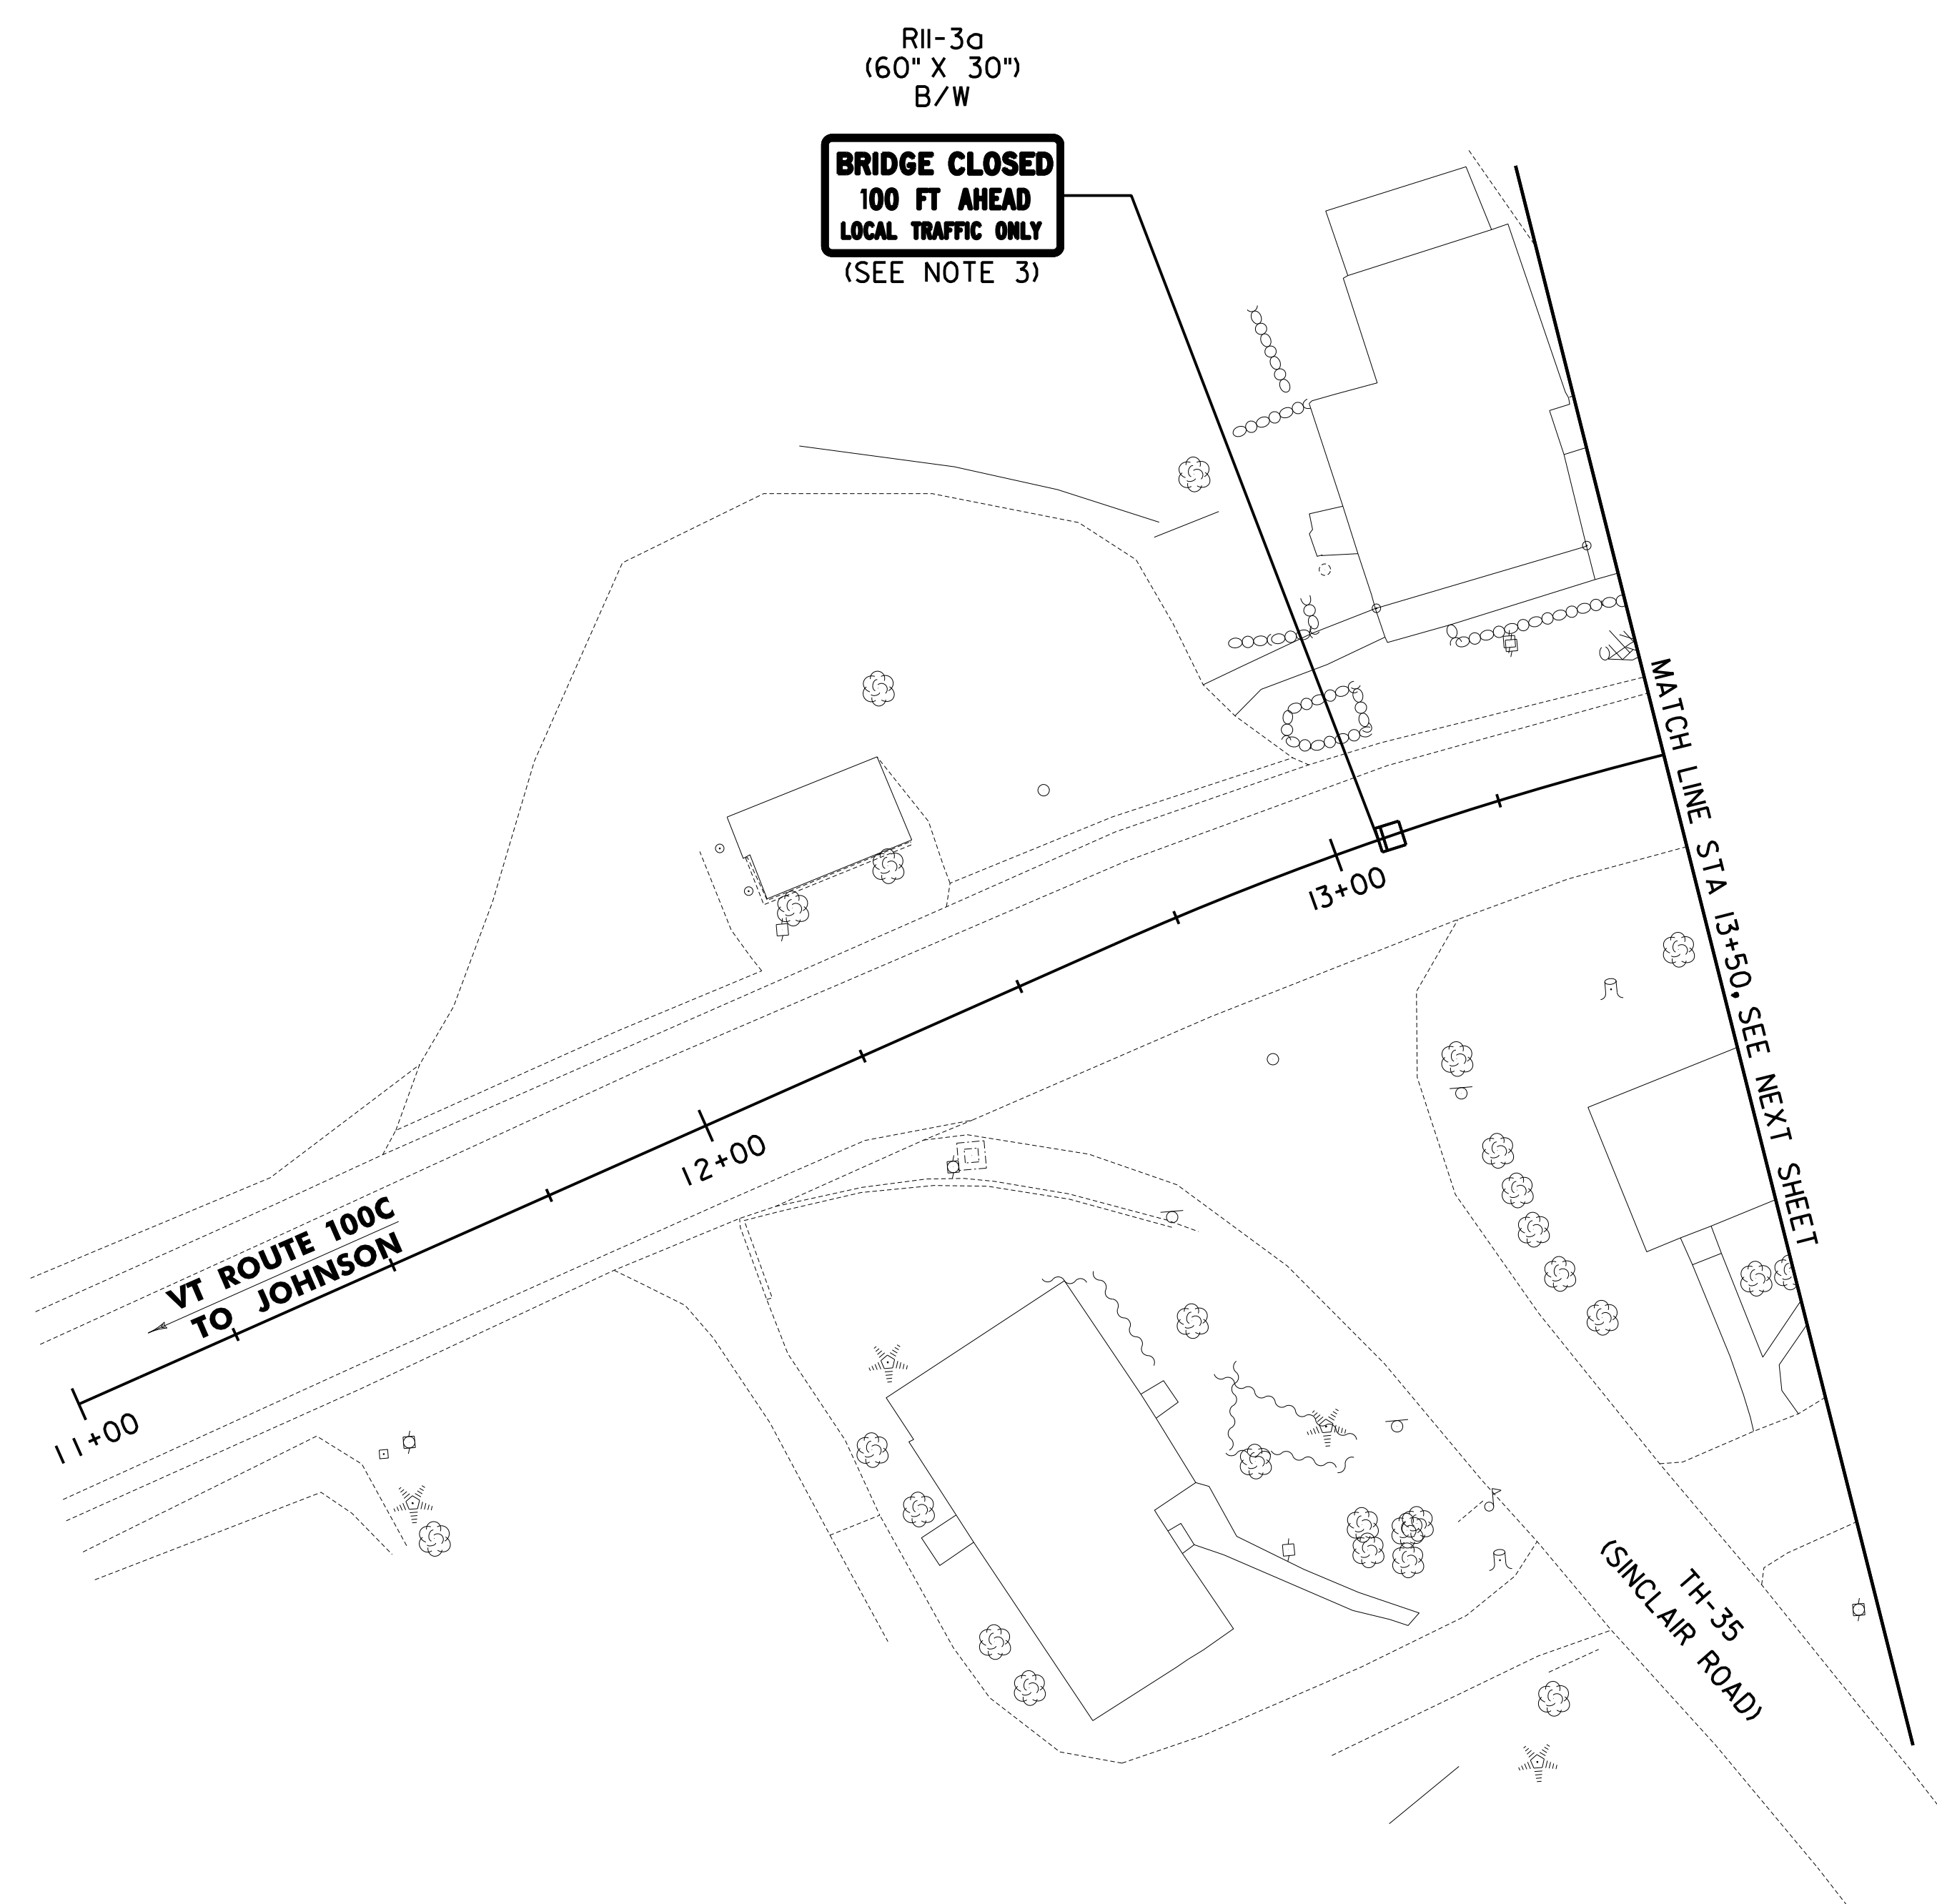 R11-3a
(60" X 30")
B/W
BRIDGE CLOSED
100 FT AHEAD
LOCAL TRAFFIC ONLY
(SEE NOTE 3)
MATCH LINE STA 13+50, SEE NEXT SHEET
13+00
12+00
VT ROUTE 100C
TO JOHNSON
11+00
TH-35
(SINCLAIR ROAD)